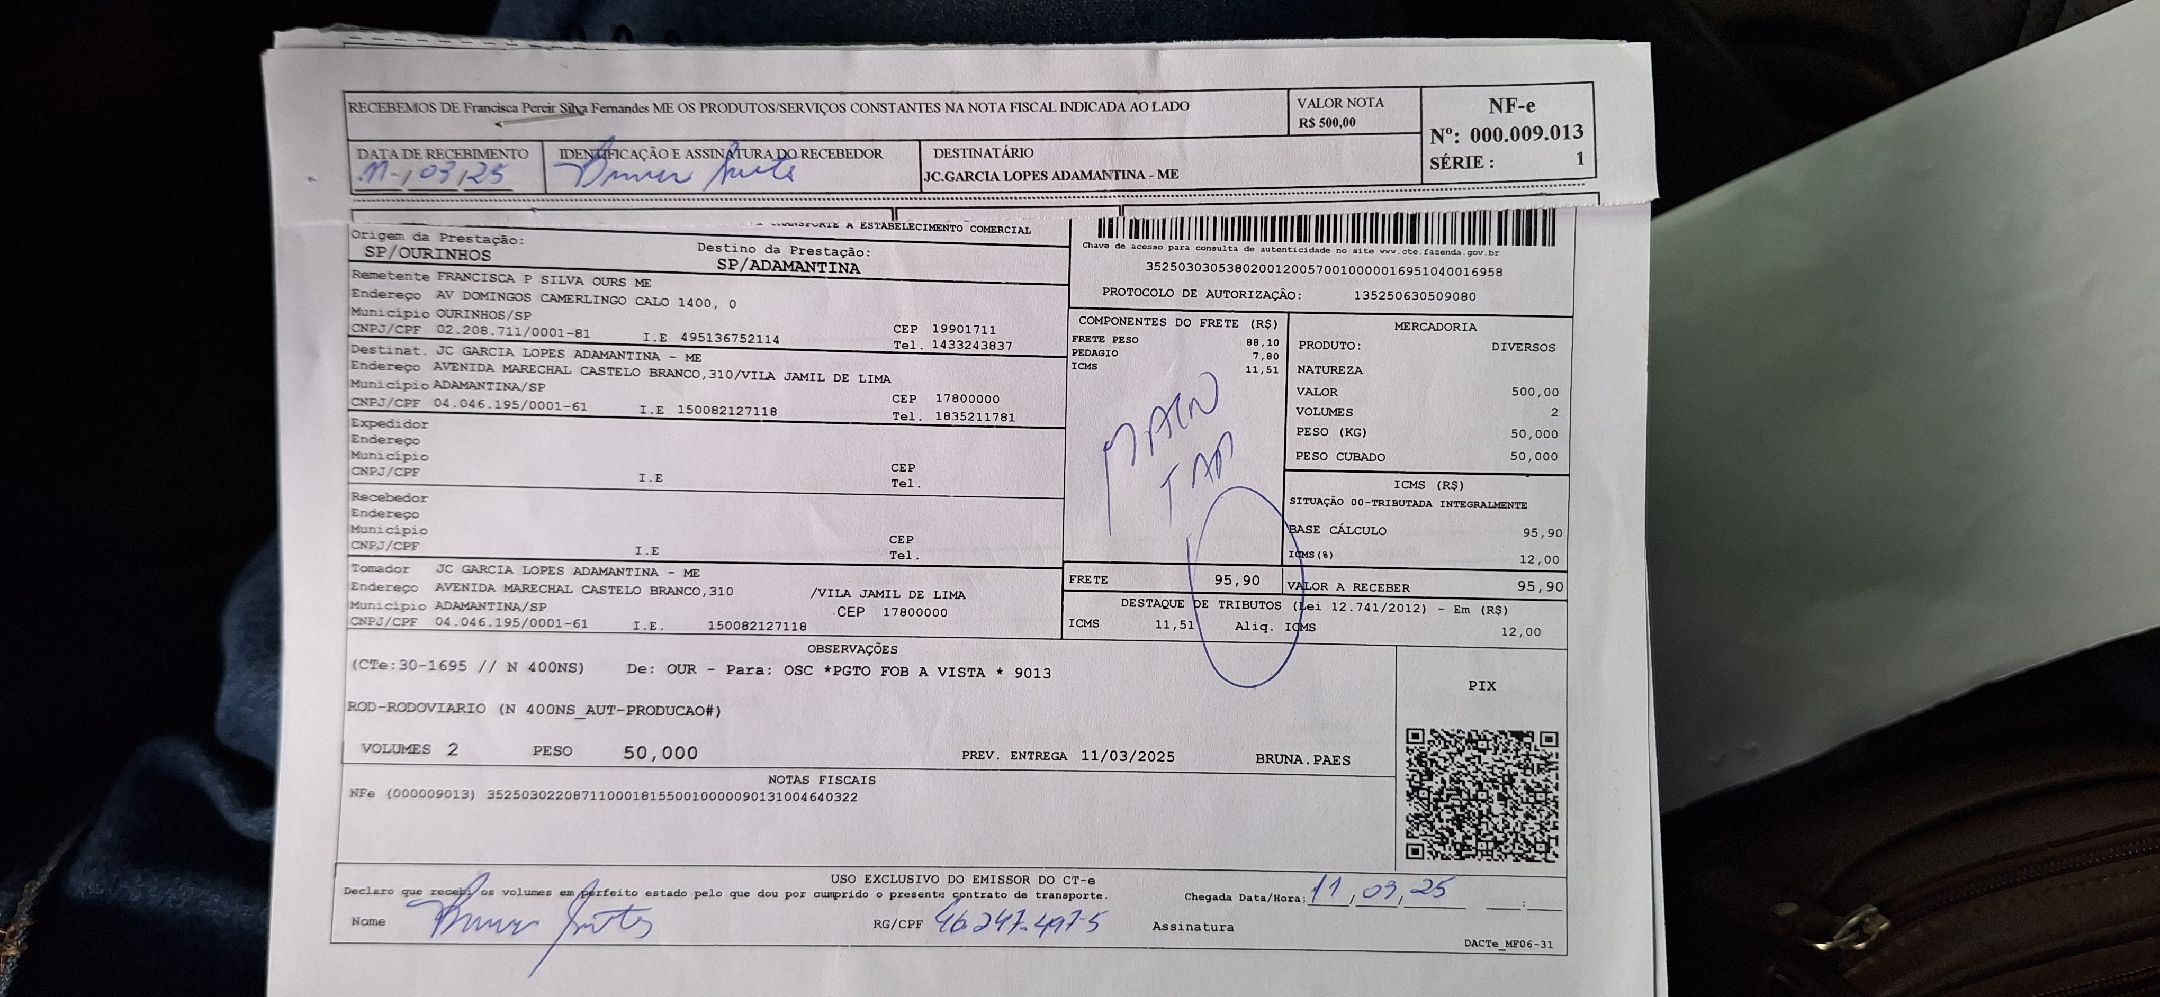 RECEBEMOS DE Francisca Pereir Silva Fernandes ME OS PRODUTOS/SERVIÇOS CONSTANTES NA NOTA FISCAL INDICADA AO LADO
VALOR NOTA
R$ 500,00
NF-e
Nº: 000.009.013
SÉRIE : 1
DATA DE RECEBIMENTO
11/03/25
IDENTIFICAÇÃO E ASSINATURA DO RECEBEDOR
DESTINATÁRIO
JC.GARCIA LOPES ADAMANTINA - ME
A ESTABELECIMENTO COMERCIAL
Origem da Prestação:
SP/OURINHOS
Destino da Prestação:
SP/ADAMANTINA
Chave de acesso para consulta de autenticidade no site www.cte.fazenda.gov.br
35250303053802001200570010000016951040016958
PROTOCOLO DE AUTORIZAÇÃO: 135250630509080
Remetente FRANCISCA P SILVA OURS ME
Endereço AV DOMINGOS CAMERLINGO CALO 1400, 0
Município OURINHOS/SP
CNPJ/CPF 02.208.711/0001-81 I.E 495136752114
CEP 19901711
Tel. 1433243837
Destinat. JC GARCIA LOPES ADAMANTINA - ME
Endereço AVENIDA MARECHAL CASTELO BRANCO,310/VILA JAMIL DE LIMA
Município ADAMANTINA/SP
CNPJ/CPF 04.046.195/0001-61 I.E 150082127118
CEP 17800000
Tel. 1835211781
Expedidor
Endereço
Município
CNPJ/CPF I.E
CEP
Tel.
Recebedor
Endereço
Município
CNPJ/CPF I.E
CEP
Tel.
Tomador JC GARCIA LOPES ADAMANTINA - ME
Endereço AVENIDA MARECHAL CASTELO BRANCO,310 /VILA JAMIL DE LIMA
Município ADAMANTINA/SP CEP 17800000
CNPJ/CPF 04.046.195/0001-61 I.E. 150082127118
COMPONENTES DO FRETE (R$)
FRETE PESO 88,10
PEDAGIO 7,80
ICMS 11,51
MERCADORIA
PRODUTO: DIVERSOS
NATUREZA
VALOR 500,00
VOLUMES 2
PESO (KG) 50,000
PESO CUBADO 50,000
ICMS (R$)
SITUAÇÃO 00-TRIBUTADA INTEGRALMENTE
BASE CÁLCULO 95,90
ICMS(%) 12,00
FRETE 95,90
VALOR A RECEBER 95,90
DESTAQUE DE TRIBUTOS (Lei 12.741/2012) - Em (R$)
ICMS 11,51 Aliq. ICMS 12,00
OBSERVAÇÕES
(CTe:30-1695 // N 400NS) De: OUR - Para: OSC *PGTO FOB A VISTA * 9013
ROD-RODOVIARIO (N 400NS_AUT-PRODUCAO#)
VOLUMES 2 PESO 50,000 PREV. ENTREGA 11/03/2025 BRUNA.PAES
PIX
NOTAS FISCAIS
NFe (000009013) 35250302208711000181550010000090131004640322
USO EXCLUSIVO DO EMISSOR DO CT-e
Declaro que recebi os volumes em perfeito estado pelo que dou por cumprido o presente contrato de transporte.
Chegada Data/Hora: 11/03/25 :
Nome
RG/CPF 46.247.497-5
Assinatura
DACTe_MF06-31